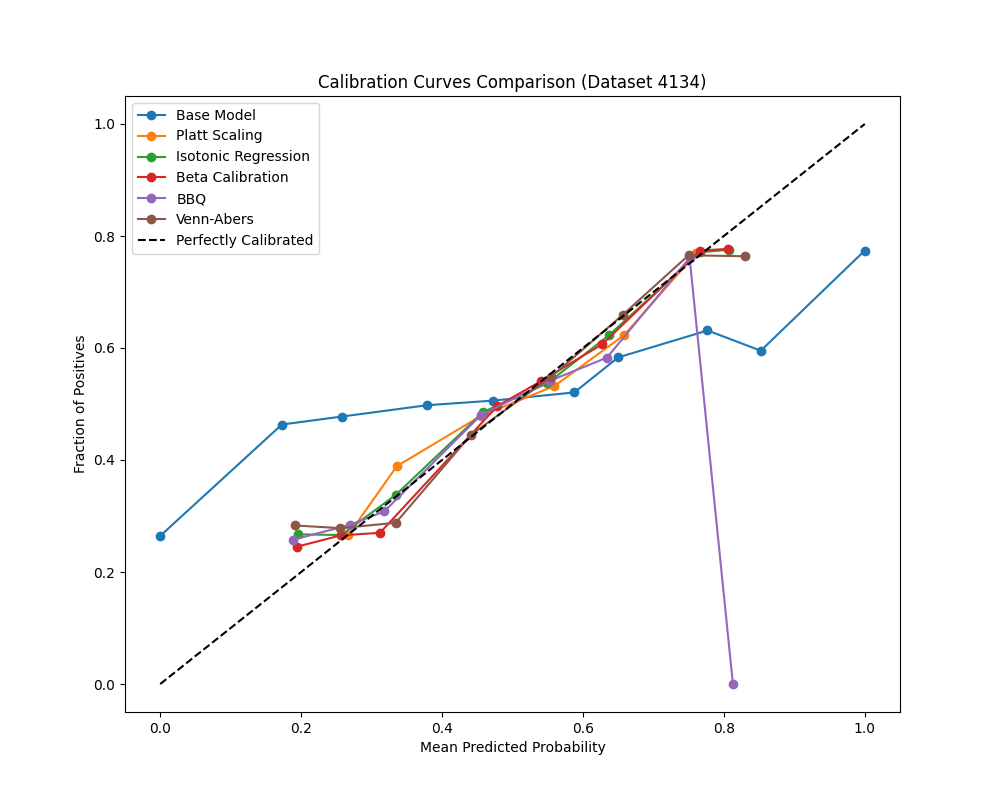 Calibration Curves Comparison (Dataset 4134)
Base Model
Platt Scaling
Isotonic Regression
Beta Calibration
BBQ
Venn-Abers
Perfectly Calibrated
Fraction of Positives
1.0
0.8
0.6
0.4
0.2
0.0
0.0 0.2 0.4 0.6 0.8 1.0
Mean Predicted Probability